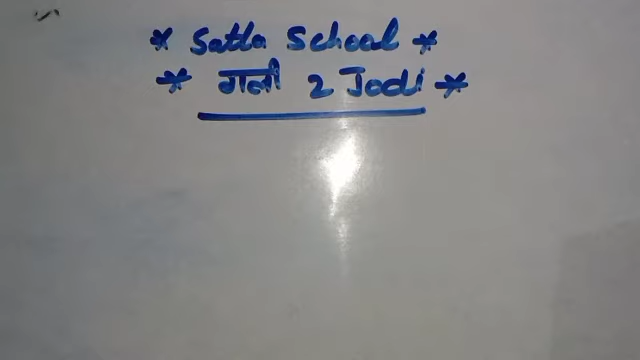 * Satta School *
* गली 2 Jodi *